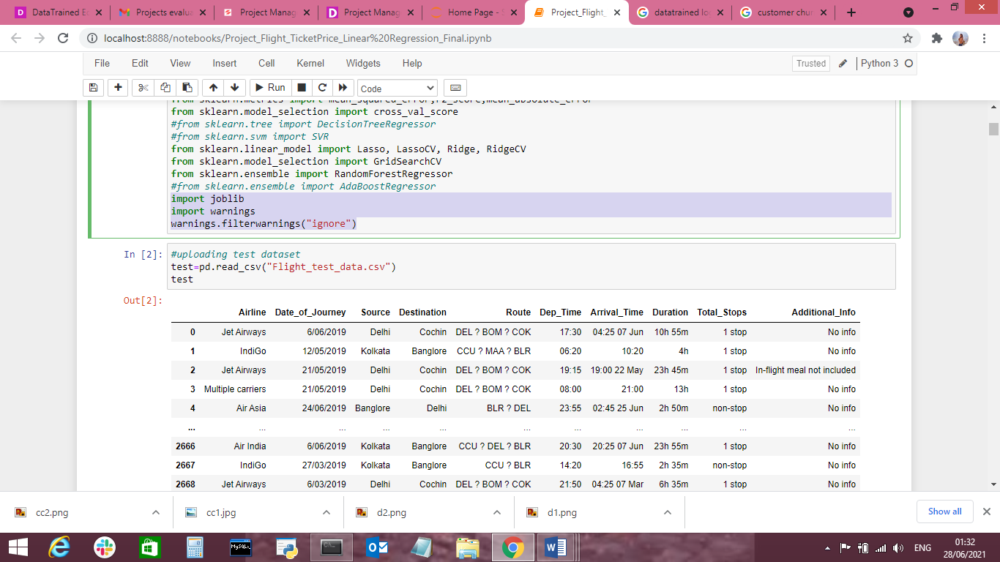 DataTrained E
Projects evalua
Project Manag
Project Manag
Home Page -
Project_Flight_
datatrained lo
customer chur
localhost:8888/notebooks/Project_Flight_TicketPrice_Linear%20Regression_Final.ipynb
File Edit View Insert Cell Kernel Widgets Help Trusted Python 3
Run Code
from sklearn.metrics import mean_squared_error,r2_score,mean_absolute_error
from sklearn.model_selection import cross_val_score
#from sklearn.tree import DecisionTreeRegressor
#from sklearn.svm import SVR
from sklearn.linear_model import Lasso, LassoCV, Ridge, RidgeCV
from sklearn.model_selection import GridSearchCV
from sklearn.ensemble import RandomForestRegressor
#from sklearn.ensemble import AdaBoostRegressor
import joblib
import warnings
warnings.filterwarnings("ignore")
In [2]: #uploading test dataset
test=pd.read_csv("Flight_test_data.csv")
test
Out[2]:
Airline Date_of_Journey Source Destination Route Dep_Time Arrival_Time Duration Total_Stops Additional_Info
0 Jet Airways 6/06/2019 Delhi Cochin DEL ? BOM ? COK 17:30 04:25 07 Jun 10h 55m 1 stop No info
1 IndiGo 12/05/2019 Kolkata Banglore CCU ? MAA ? BLR 06:20 10:20 4h 1 stop No info
2 Jet Airways 21/05/2019 Delhi Cochin DEL ? BOM ? COK 19:15 19:00 22 May 23h 45m 1 stop In-flight meal not included
3 Multiple carriers 21/05/2019 Delhi Cochin DEL ? BOM ? COK 08:00 21:00 13h 1 stop No info
4 Air Asia 24/06/2019 Banglore Delhi BLR ? DEL 23:55 02:45 25 Jun 2h 50m non-stop No info
... ... ... ... ... ... ... ... ... ... ...
2666 Air India 6/06/2019 Kolkata Banglore CCU ? DEL ? BLR 20:30 20:25 07 Jun 23h 55m 1 stop No info
2667 IndiGo 27/03/2019 Kolkata Banglore CCU ? BLR 14:20 16:55 2h 35m non-stop No info
2668 Jet Airways 6/03/2019 Delhi Cochin DEL ? BOM ? COK 21:50 04:25 07 Mar 6h 35m 1 stop No info
cc2.png cc1.jpg d2.png d1.png Show all
MySQL
ENG
01:32
28/06/2021